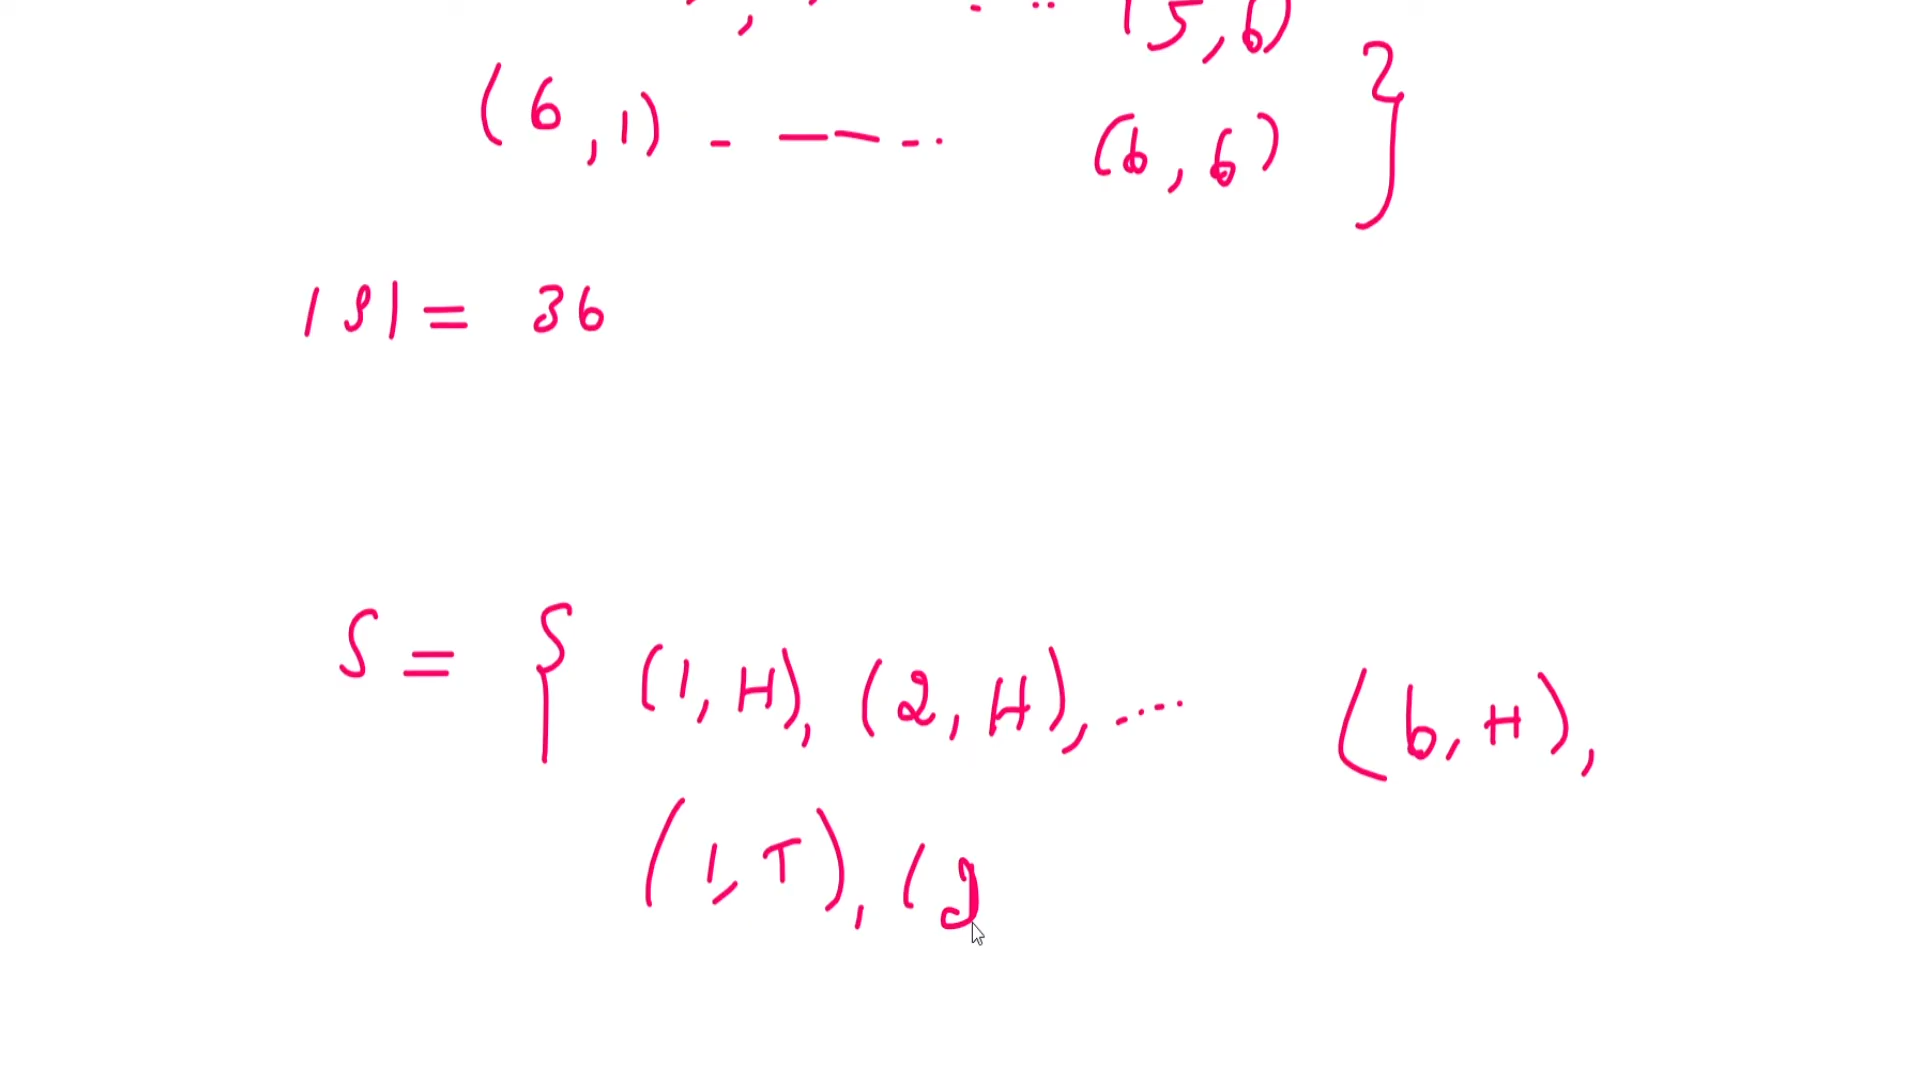 (5,6)
(6,1) - — — - . (6,6) }
|S| = 36
S = { (1,H), (2,H), .... (6,H),
(1,T), (2